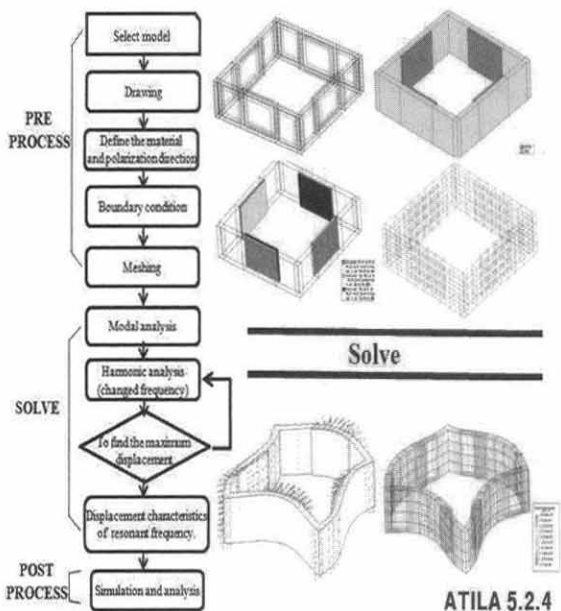 Select model
Drawing
PRE
PROCESS
Define the material
and polarization direction
Boundary condition
Meshing
Modal analysis
Solve
Harmonic analysis
(changed frequency)
SOLVE
To find the maximum
displacement
Displacement characteristics
of resonant frequency.
POST
PROCESS
Simulation and analysis
ATILA 5.2.4